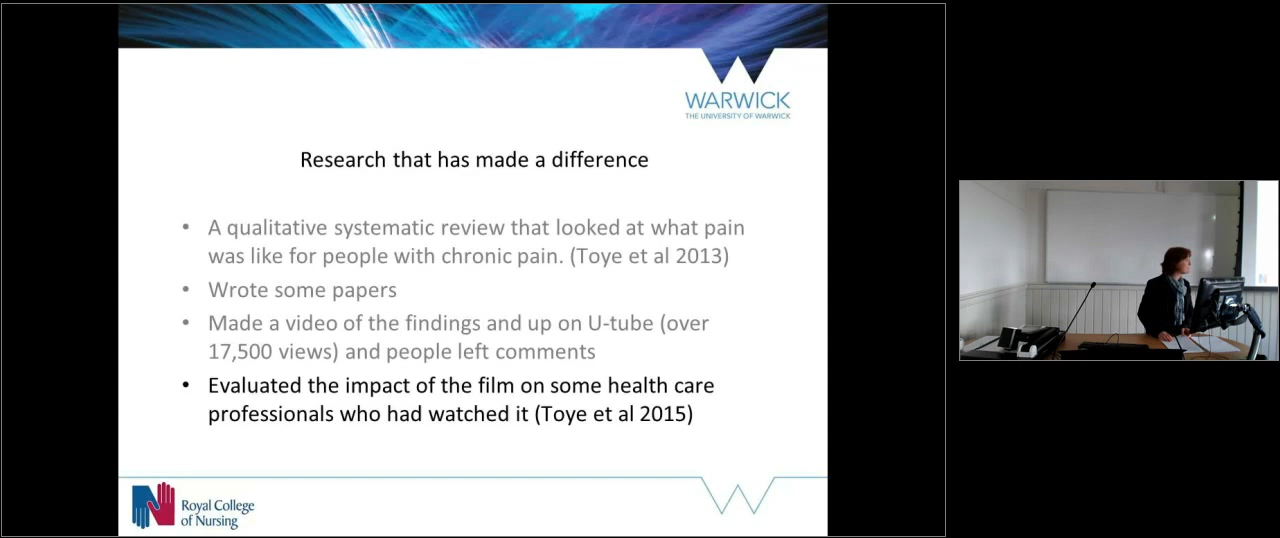 WARWICK
THE UNIVERSITY OF WARWICK
Research that has made a difference
• A qualitative systematic review that looked at what pain
was like for people with chronic pain. (Toye et al 2013)
• Wrote some papers
• Made a video of the findings and up on U-tube (over
17,500 views) and people left comments
• Evaluated the impact of the film on some health care
professionals who had watched it (Toye et al 2015)
Royal College
of Nursing